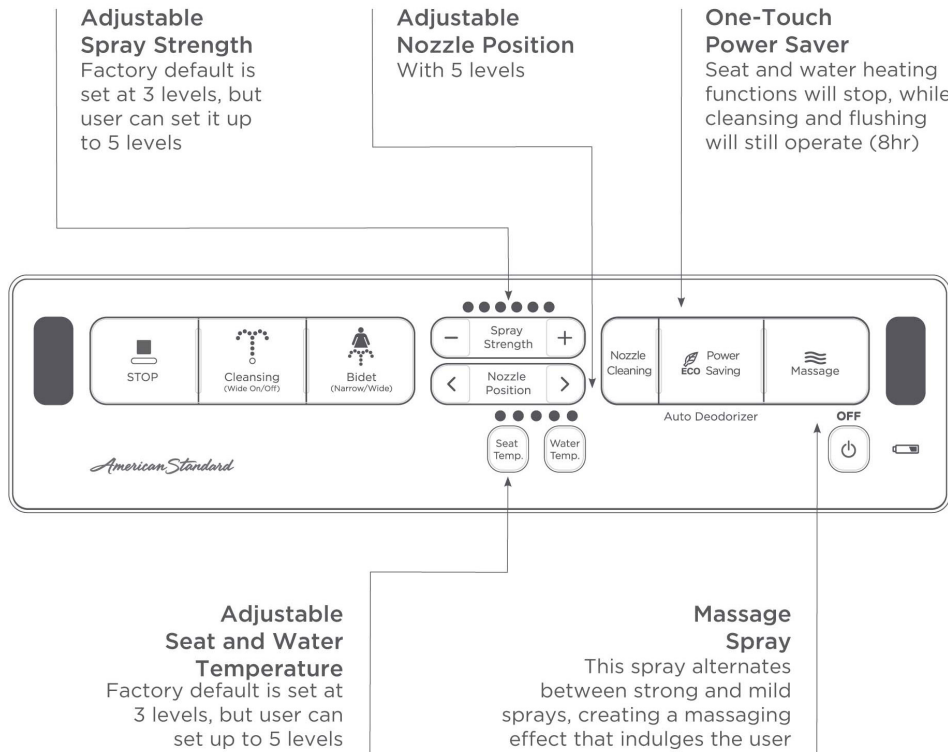 Adjustable
Spray Strength
Factory default is
set at 3 levels, but
user can set it up
to 5 levels
Adjustable
Nozzle Position
With 5 levels
One-Touch
Power Saver
Seat and water heating
functions will stop, while
cleansing and flushing
will still operate (8hr)
STOP
Cleansing
(Wide On/Off)
Bidet
(Narrow/Wide)
− Spray +
Strength
< Nozzle >
Position
Seat
Temp.
Water
Temp.
Nozzle
Cleaning
ECO
Power
Saving
Massage
Auto Deodorizer
OFF
American Standard
Adjustable
Seat and Water
Temperature
Factory default is set at
3 levels, but user can
set up to 5 levels
Massage
Spray
This spray alternates
between strong and mild
sprays, creating a massaging
effect that indulges the user